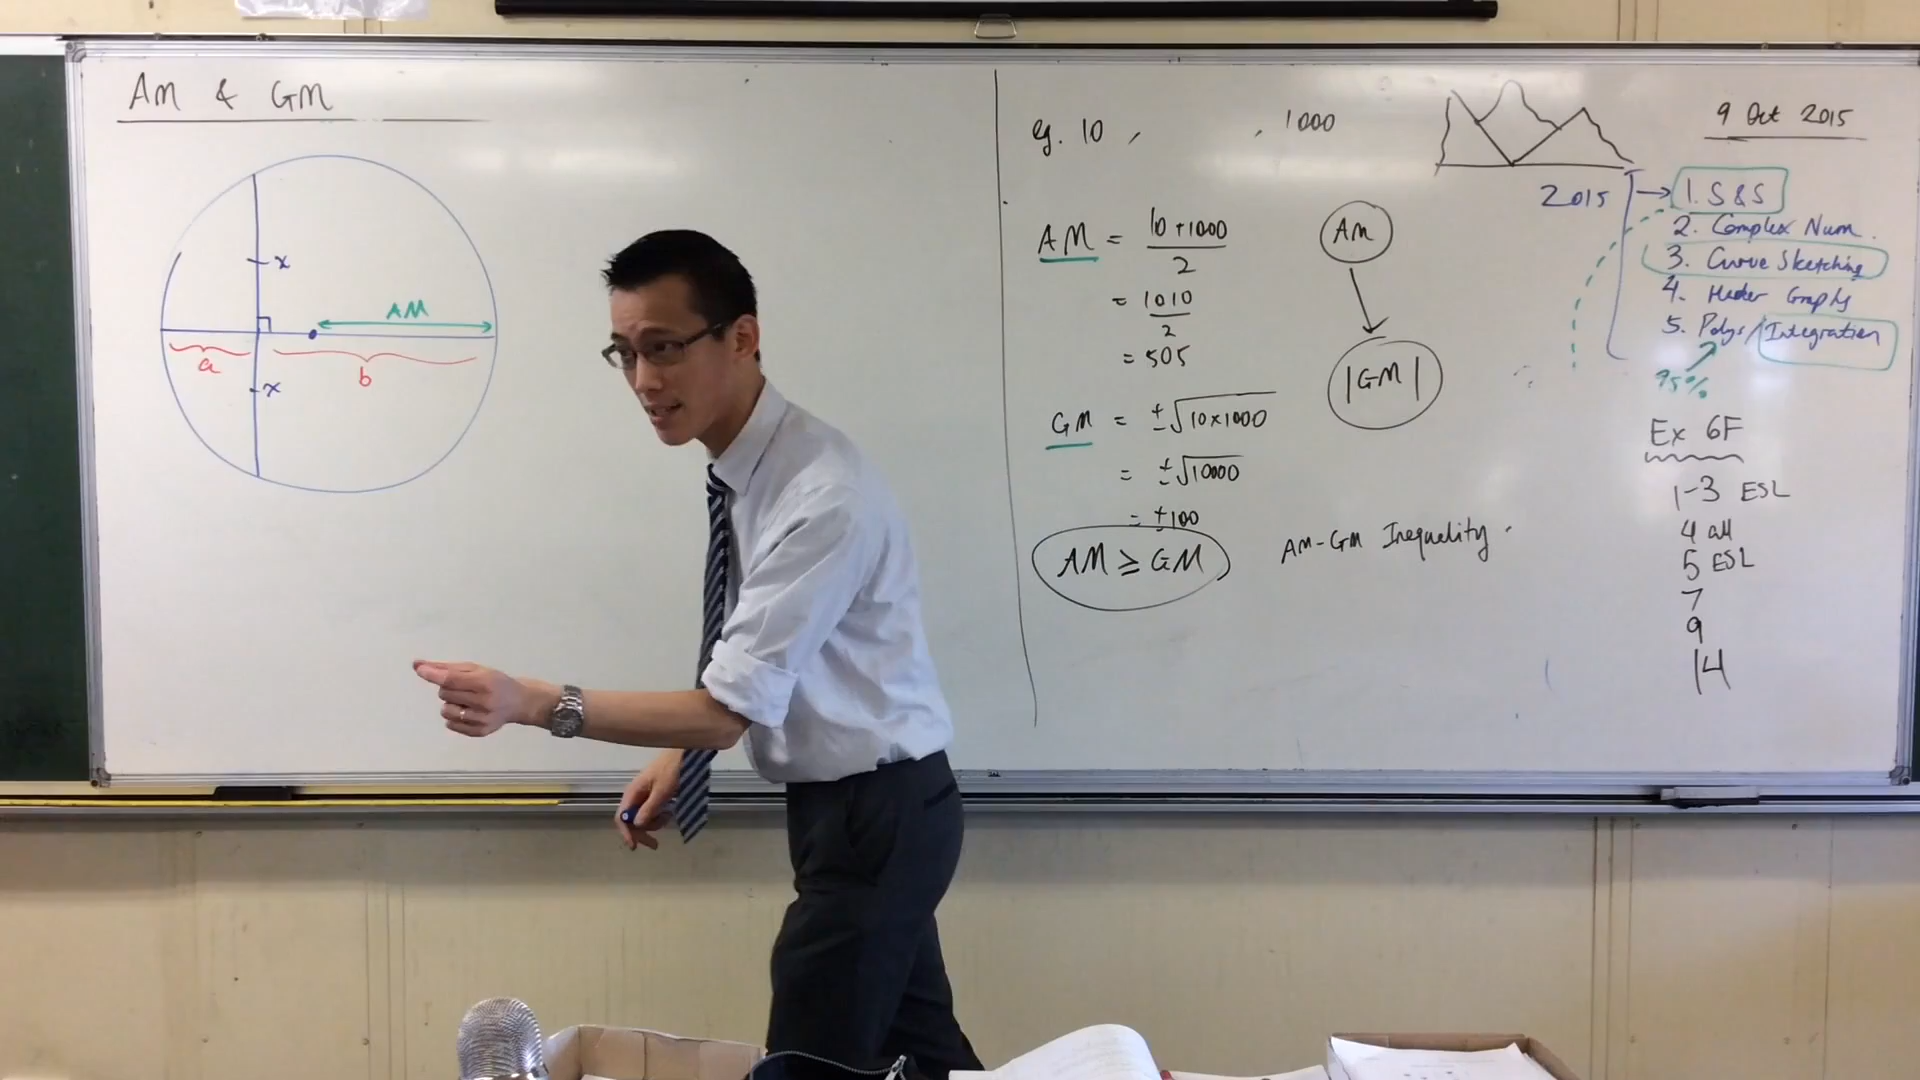 AM & GM
x
AM
a
b
x
eg. 10 , , 1000
AM = 10+1000
2
= 1010
2
= 505
GM = ±√10×1000
= ±√10000
= ±100
AM ≥ GM
AM-GM Inequality.
AM
|GM|
9 Oct 2015
2015
1. S&S
2. Complex Num.
3. Curve Sketching
4. Harder Graphs
5. Polys/Integration
95%
Ex 6F
1-3 ESL
4 all
5 ESL
7
9
14